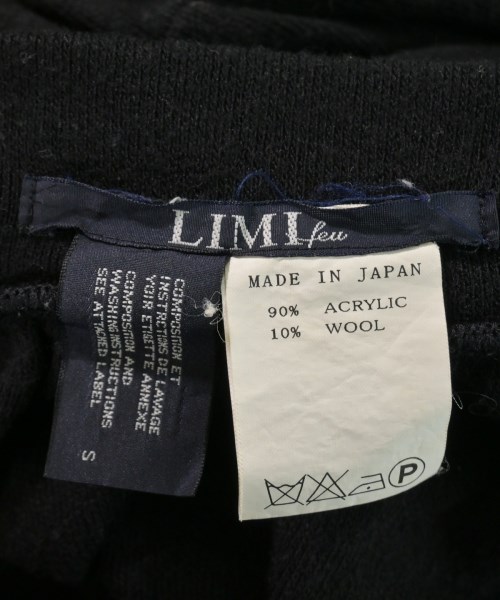 LIMI feu
MADE IN JAPAN
90% ACRYLIC
10% WOOL
P
COMPOSITION ET
INSTRCTIONS DE LAVAGE
VOIR ETIGETTE ANNEXE
COMPOSITION AND
WASHING INSTRUCTIONS
SEE ATTACHED LABEL
S